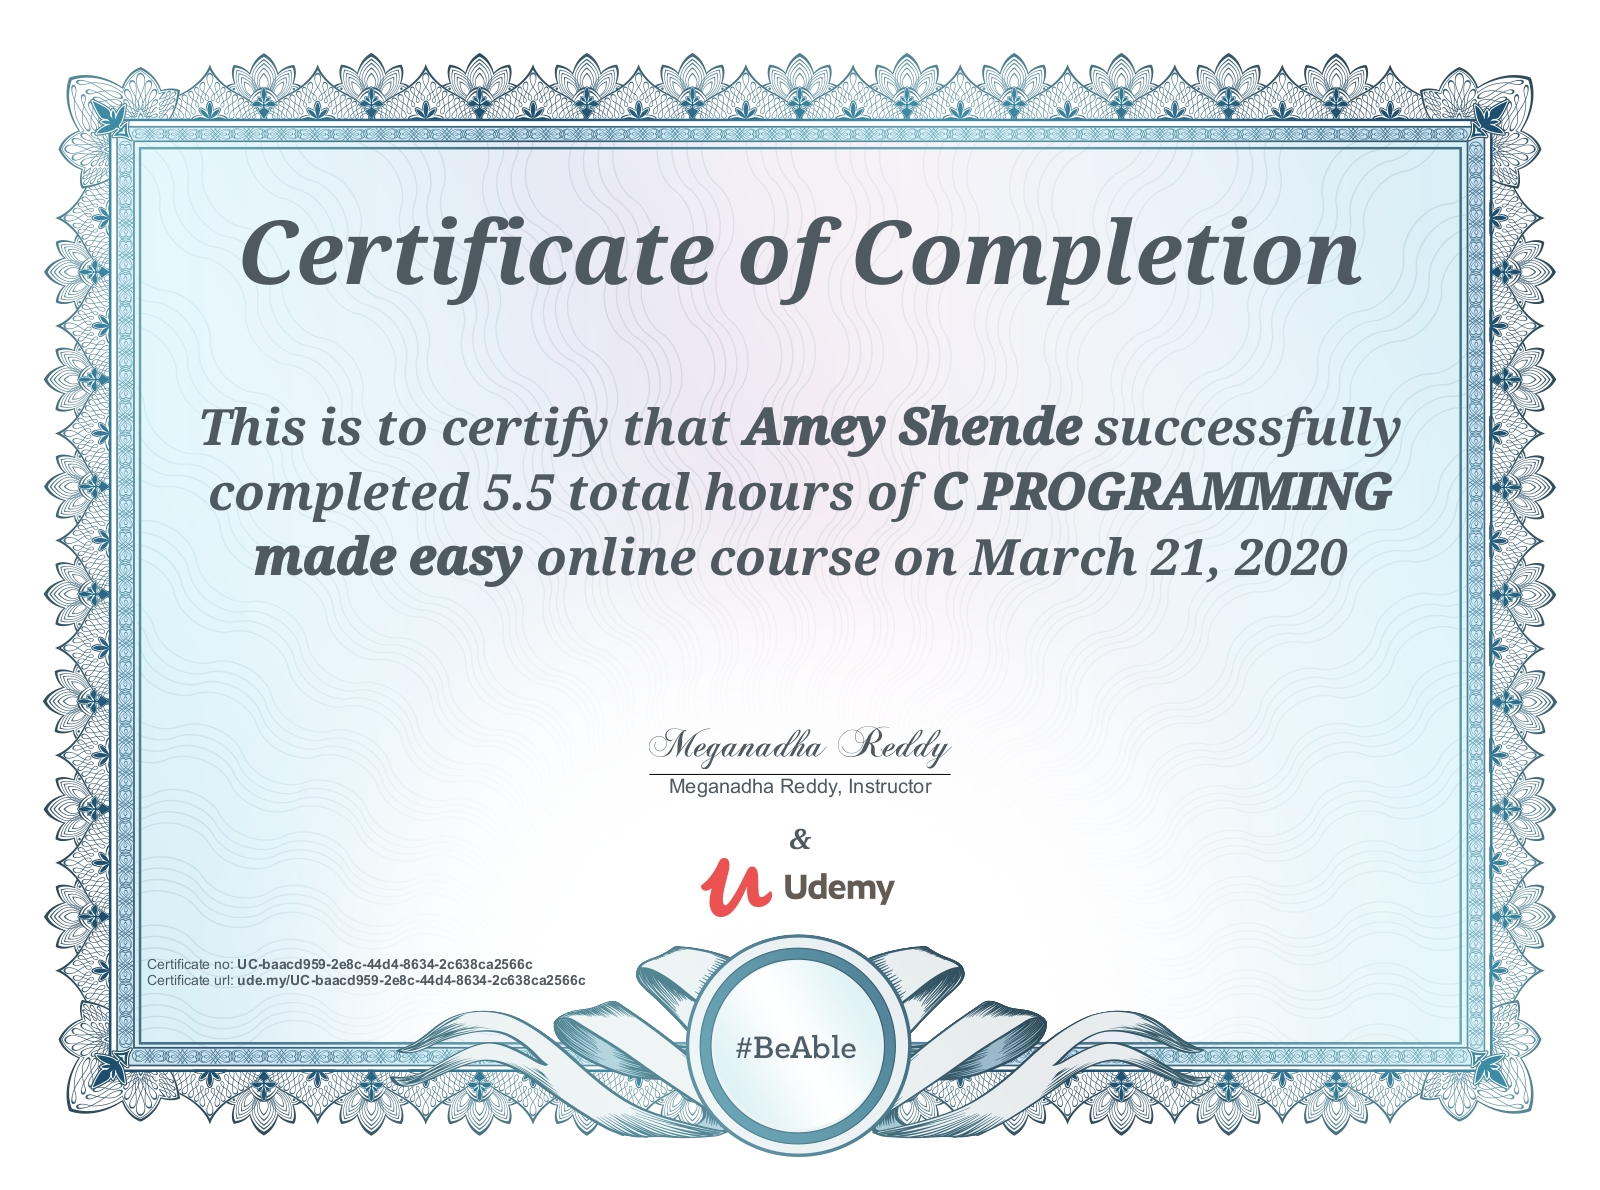 Certificate of Completion
This is to certify that Amey Shende successfully
completed 5.5 total hours of C PROGRAMMING
made easy online course on March 21, 2020
Meganadha Reddy
Meganadha Reddy, Instructor
&
Udemy
Certificate no: UC-baacd959-2e8c-44d4-8634-2c638ca2566c
Certificate url: ude.my/UC-baacd959-2e8c-44d4-8634-2c638ca2566c
#BeAble